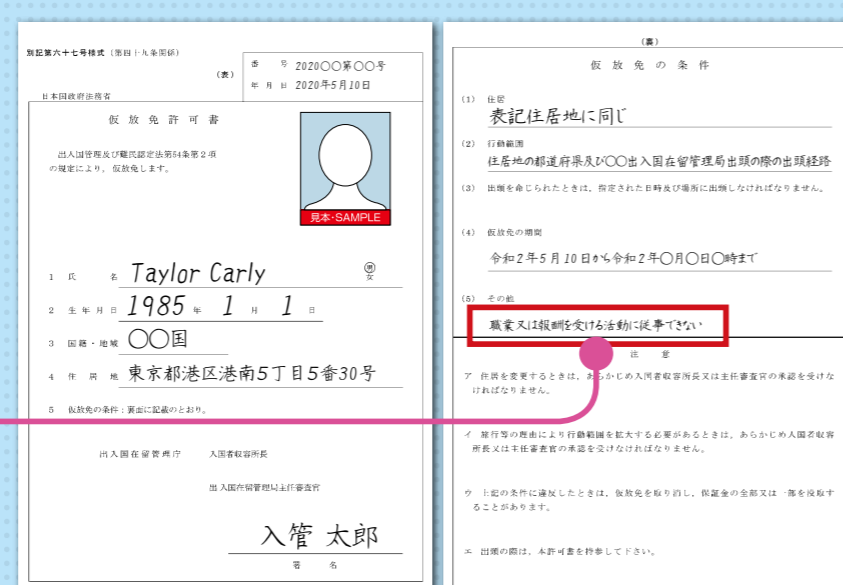 別記第六十七号様式（第四十九条関係）
（表）
番 号 2020〇〇第〇〇号
年 月 日 2020年5月10日
日本国政府法務省
仮 放 免 許 可 書
出入国管理及び難民認定法第54条第２項
の規定により、仮放免します。
見本・SAMPLE
1 氏 名 Taylor Carly 男
女
2 生 年 月 日 1985 年 1 月 1 日
3 国籍・地域 〇〇国
4 住 居 地 東京都港区港南5丁目5番30号
5 仮放免の条件：裏面に記載のとおり。
出入国在留管理庁 入国者収容所長
出入国在留管理局主任審査官
入管 太郎
署 名
（裏）
仮 放 免 の 条 件
(1) 住居
表記住居地に同じ
(2) 行動範囲
住居地の都道府県及び〇〇出入国在留管理局出頭の際の出頭経路
(3) 出頭を命じられたときは、指定された日時及び場所に出頭しなければなりません。
(4) 仮放免の期間
令和2年5月10日から令和2年〇月〇日〇時まで
(5) その他
職業又は報酬を受ける活動に従事できない
注 意
ア 住居を変更するときは、あらかじめ入国者収容所長又は主任審査官の承認を受けな
ければなりません。
イ 旅行等の理由により行動範囲を拡大する必要があるときは、あらかじめ入国者収容
所長又は主任審査官の承認を受けなければなりません。
ウ 上記の条件に違反したときは、仮放免を取り消し、保証金の全部又は一部を没取す
ることがあります。
エ 出頭の際は、本許可書を持参して下さい。